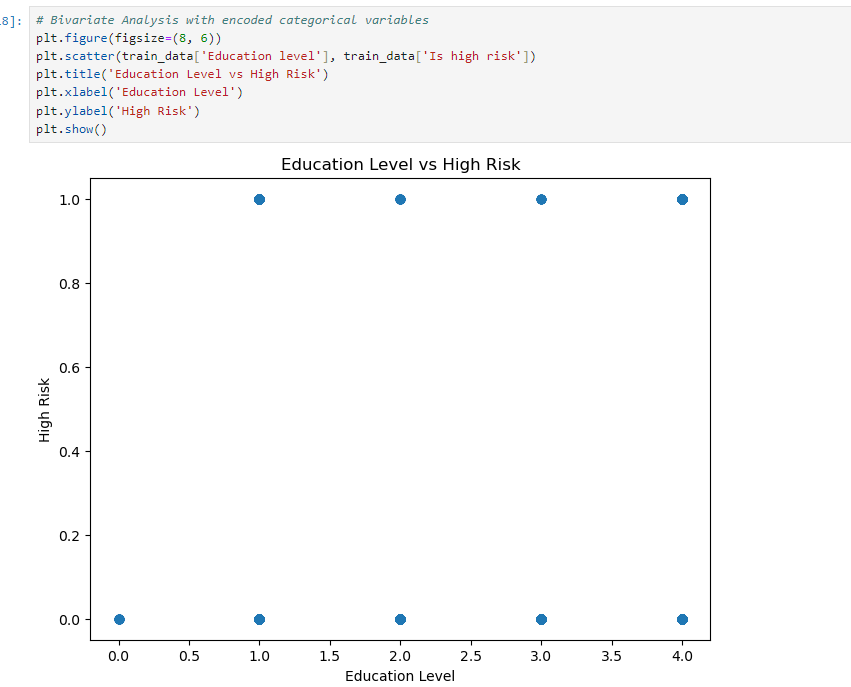 8]: # Bivariate Analysis with encoded categorical variables
plt.figure(figsize=(8, 6))
plt.scatter(train_data['Education level'], train_data['Is high risk'])
plt.title('Education Level vs High Risk')
plt.xlabel('Education Level')
plt.ylabel('High Risk')
plt.show()
Education Level vs High Risk
1.0
0.8
0.6
0.4
0.2
0.0
High Risk
0.0 0.5 1.0 1.5 2.0 2.5 3.0 3.5 4.0
Education Level